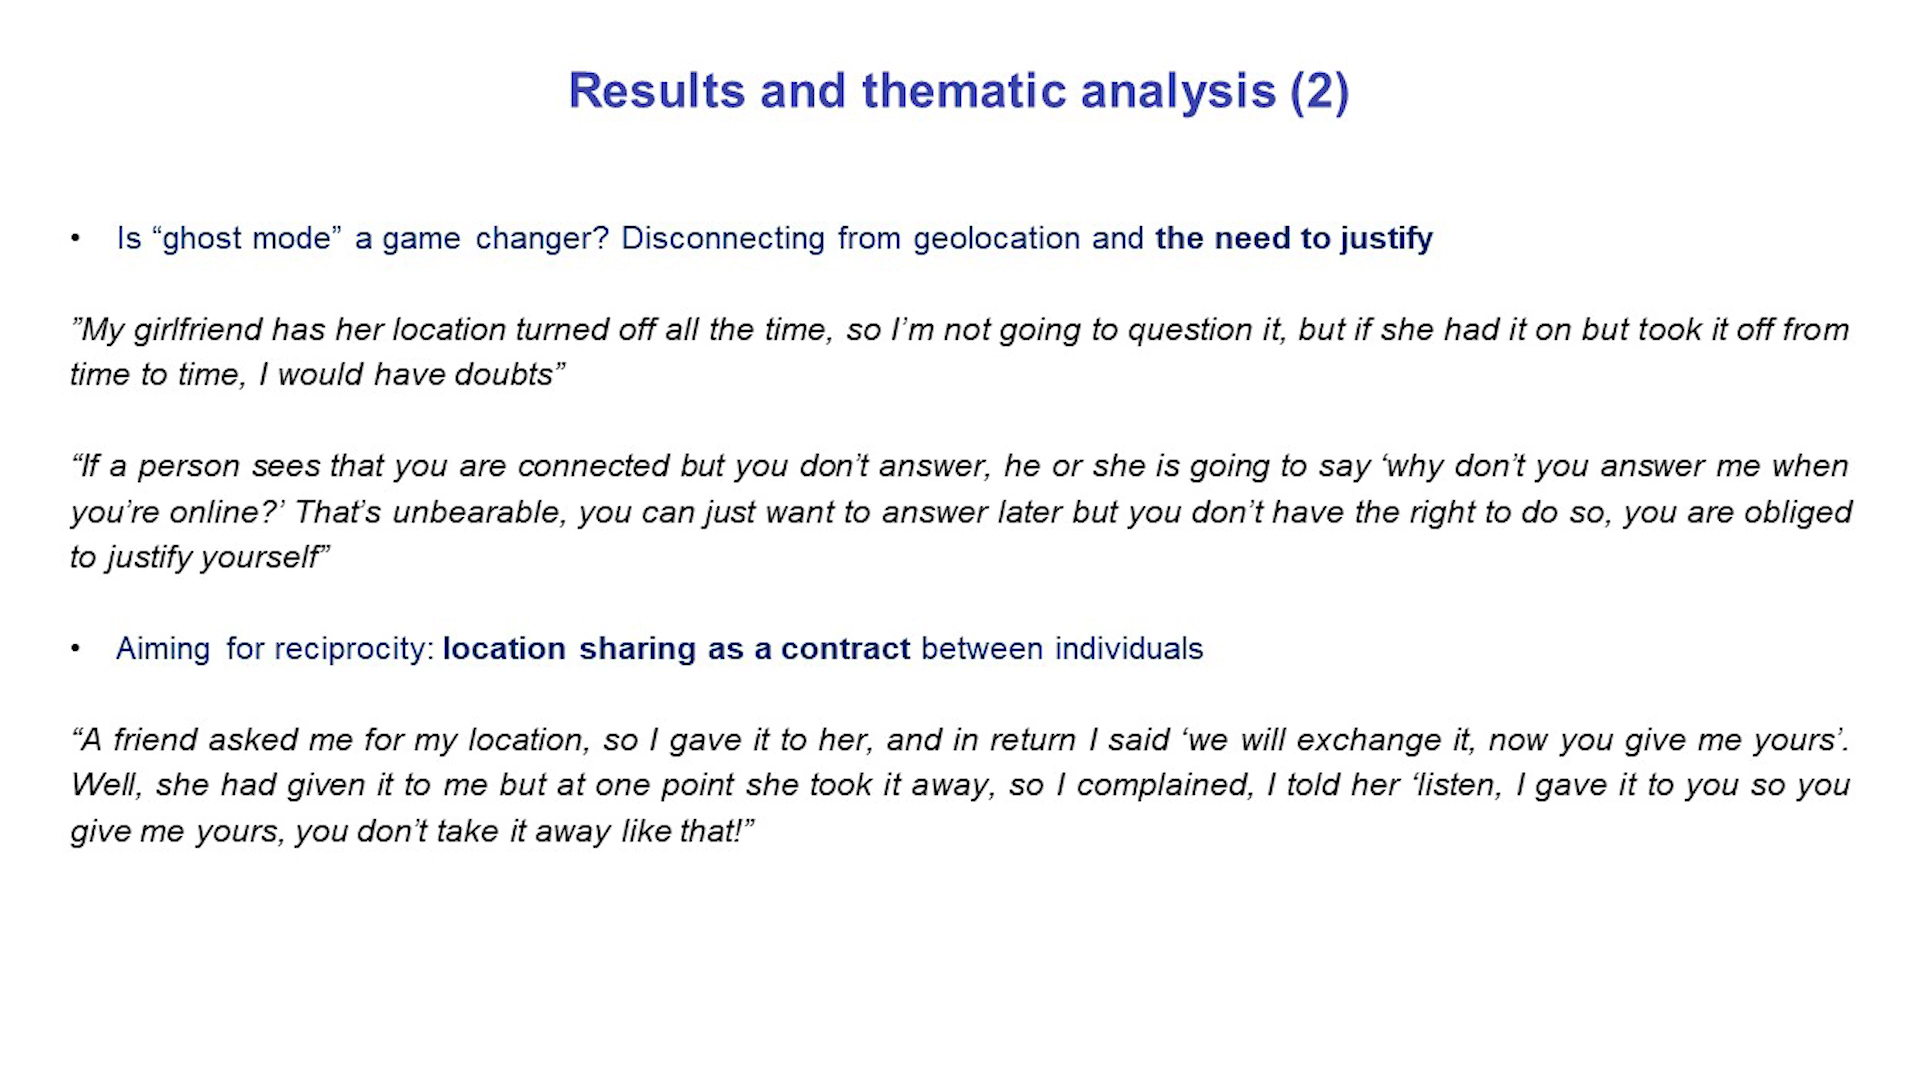 Results and thematic analysis (2)
• Is “ghost mode” a game changer? Disconnecting from geolocation and the need to justify
”My girlfriend has her location turned off all the time, so I’m not going to question it, but if she had it on but took it off from
time to time, I would have doubts”
“If a person sees that you are connected but you don’t answer, he or she is going to say ‘why don’t you answer me when
you’re online?’ That’s unbearable, you can just want to answer later but you don’t have the right to do so, you are obliged
to justify yourself”
• Aiming for reciprocity: location sharing as a contract between individuals
“A friend asked me for my location, so I gave it to her, and in return I said ‘we will exchange it, now you give me yours’.
Well, she had given it to me but at one point she took it away, so I complained, I told her ‘listen, I gave it to you so you
give me yours, you don’t take it away like that!”